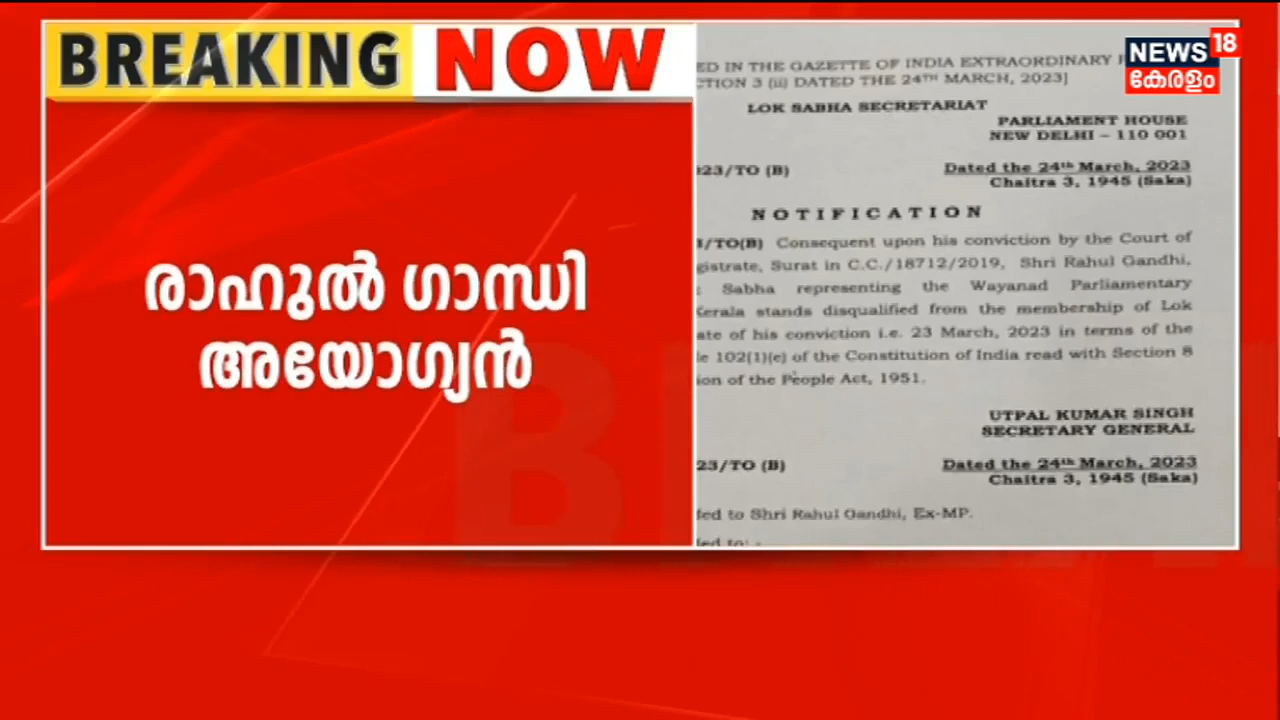 BREAKING NOW
രാഹുൽ ഗാന്ധി
അയോഗ്യൻ
NEWS 18
കേരളം
ED IN THE GAZETTE OF INDIA EXTRAORDINARY
CTION 3 (ii) DATED THE 24TH MARCH, 2023]
LOK SABHA SECRETARIAT
PARLIAMENT HOUSE
NEW DELHI – 110 001
023/TO (B)
Dated the 24th March, 2023
Chaitra 3, 1945 (Saka)
NOTIFICATION
/TO(B) Consequent upon his conviction by the Court of
gistrate, Surat in C.C./18712/2019, Shri Rahul Gandhi,
Sabha representing the Wayanad Parliamentary
Kerala stands disqualified from the membership of Lok
ate of his conviction i.e. 23 March, 2023 in terms of the
e 102(1)(e) of the Constitution of India read with Section 8
ion of the People Act, 1951.
UTPAL KUMAR SINGH
SECRETARY GENERAL
23/TO (B)
Dated the 24th March, 2023
Chaitra 3, 1945 (Saka)
ded to Shri Rahul Gandhi, Ex-MP.